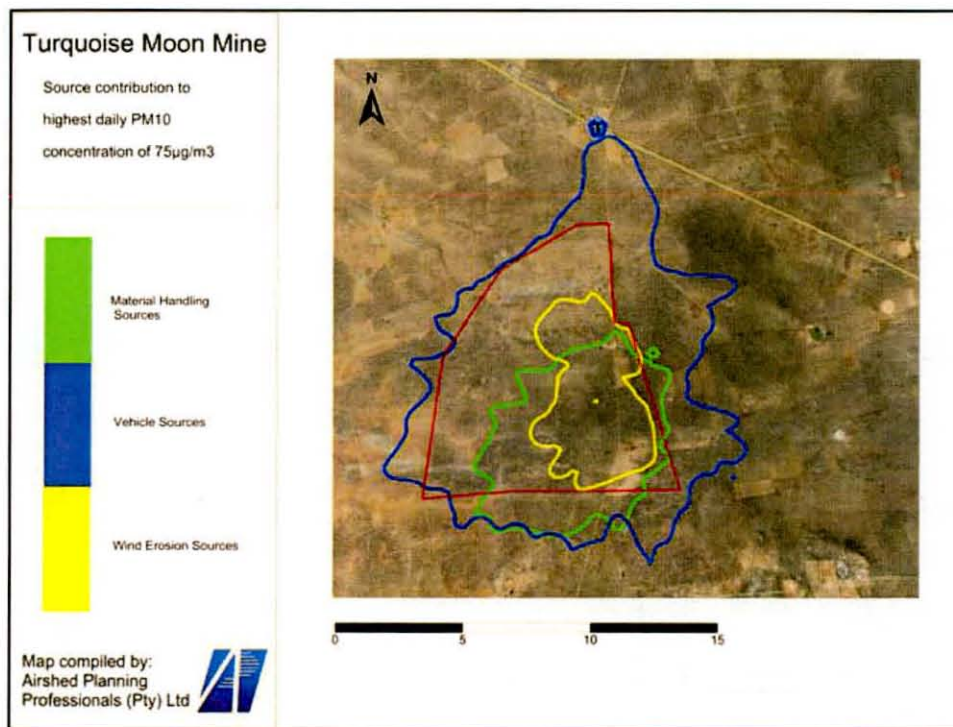 Turquoise Moon Mine
Source contribution to
highest daily PM10
concentration of 75µg/m3
N
11
Material Handling
Sources
Vehicle Sources
Wind Erosion Sources
0 5 10 15
Map compiled by:
Airshed Planning
Professionals (Pty) Ltd